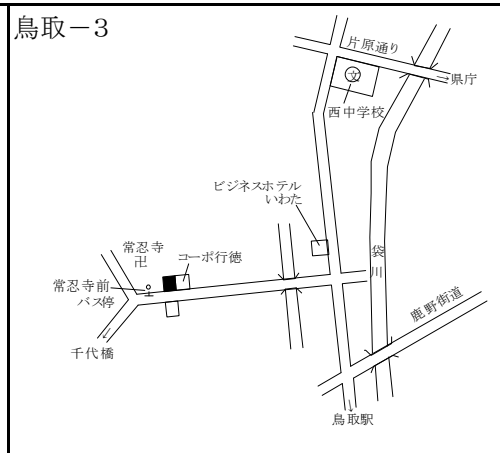 鳥取－3
片原通り
→県庁
文
西中学校
ビジネスホテル
いわた
常忍寺
卍
コーポ行徳
袋川
常忍寺前
バス停
鹿野街道
←千代橋
→鳥取駅